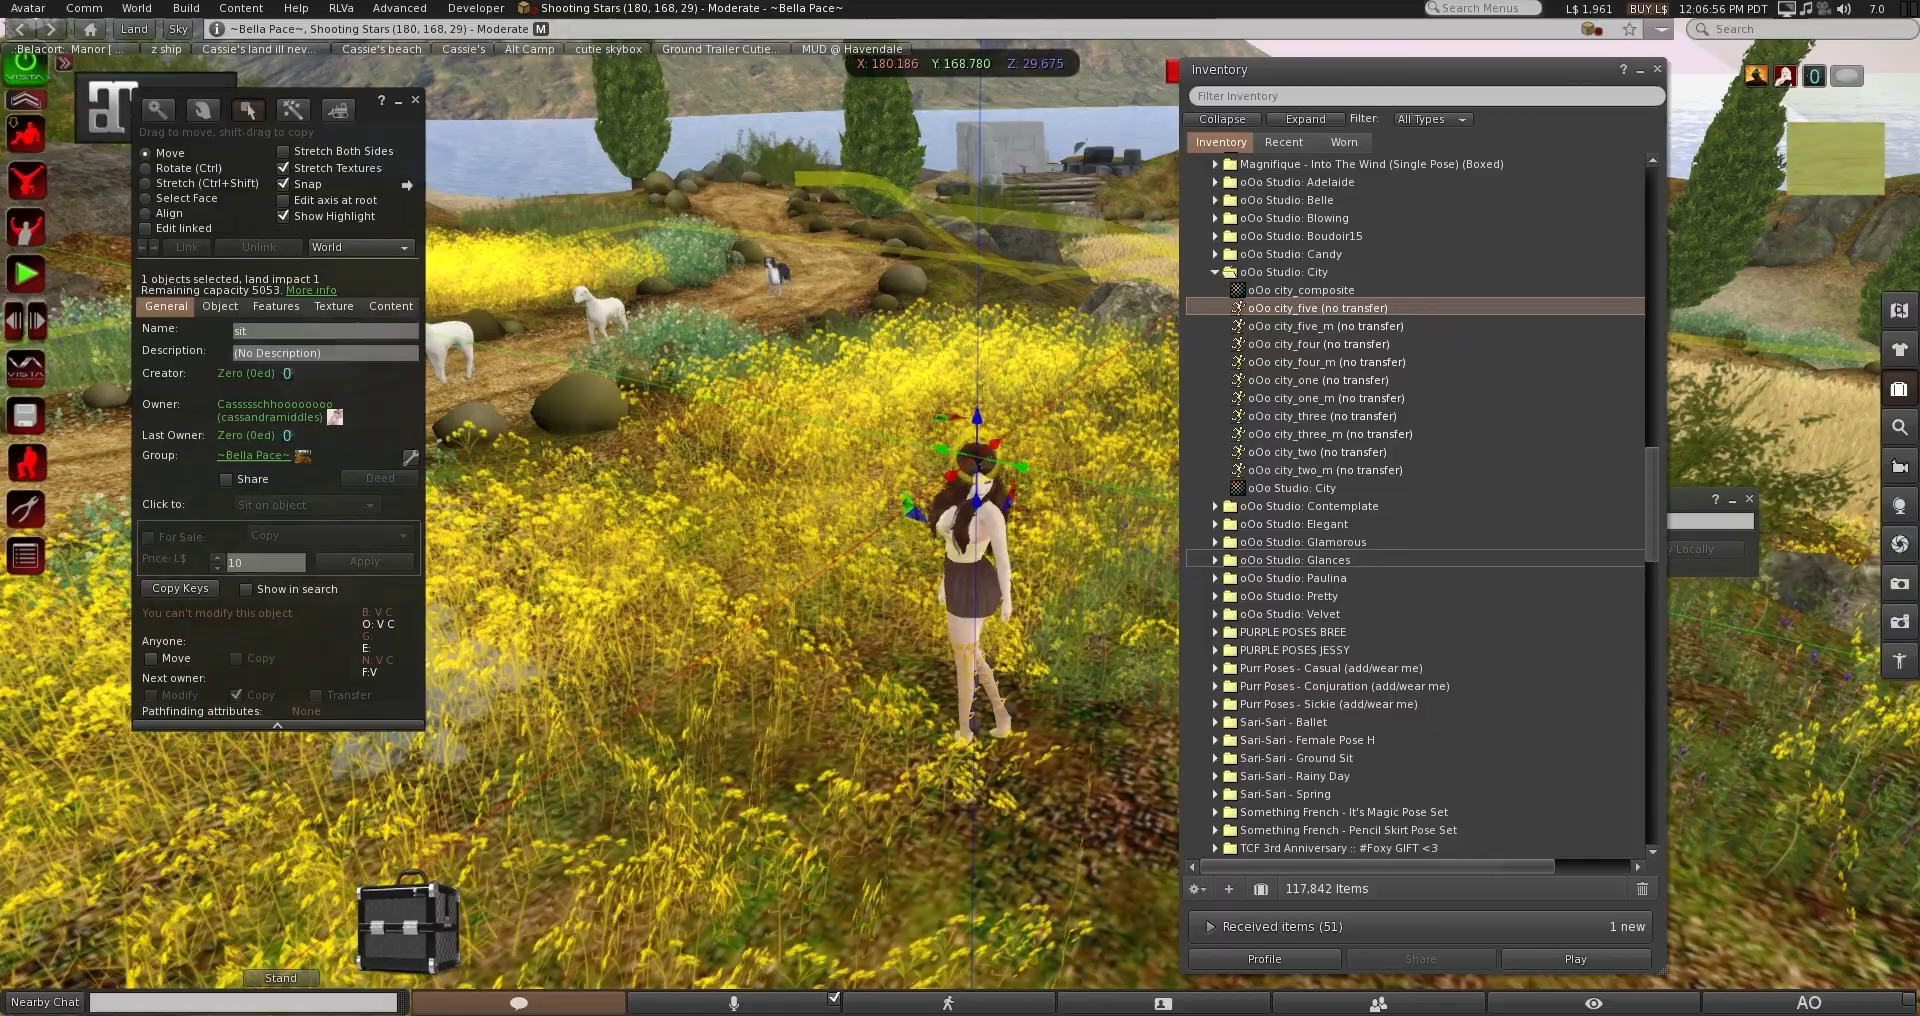 Avatar Comm World Build Content Help RLVa Advanced Developer Shooting Stars (180, 168, 29) - Moderate - ~Bella Pace~ Search Menus L$ 1,961 BUY L$ 12:06:56 PM PDT 7.0
Land Sky ~Bella Pace~, Shooting Stars (180, 168, 29) - Moderate M Search
.:Belacort:. Manor [ ... z ship Cassie's land ill nev... Cassie's beach Cassie's Alt Camp cutie skybox Ground Trailer Cutie... MUD @ Havendale
X: 180.186 Y: 168.780 Z: 29.675
VISTA
Drag to move, shift-drag to copy
Move
Rotate (Ctrl)
Stretch (Ctrl+Shift)
Select Face
Align
Edit linked
Stretch Both Sides
Stretch Textures
Snap
Edit axis at root
Show Highlight
Link Unlink World
1 objects selected, land impact 1
Remaining capacity 5053. More info
General Object Features Texture Content
Name: sit
Description: (No Description)
Creator: Zero (0ed)
Owner: Cassssschhoooooooo
(cassandramiddles)
Last Owner: Zero (0ed)
Group: ~Bella Pace~
Share Deed
Click to: Sit on object
For Sale: Copy
Price: L$ 10 Apply
Copy Keys Show in search
You can't modify this object
B: V C
O: V C
G:
E:
N: V C
F:V
Anyone:
Move Copy
Next owner:
Modify Copy Transfer
Pathfinding attributes: None
VISTA
Inventory
Filter Inventory
Collapse Expand Filter: All Types
Inventory Recent Worn
Magnifique - Into The Wind (Single Pose) (Boxed)
oOo Studio: Adelaide
oOo Studio: Belle
oOo Studio: Blowing
oOo Studio: Boudoir15
oOo Studio: Candy
oOo Studio: City
oOo city_composite
oOo city_five (no transfer)
oOo city_five_m (no transfer)
oOo city_four (no transfer)
oOo city_four_m (no transfer)
oOo city_one (no transfer)
oOo city_one_m (no transfer)
oOo city_three (no transfer)
oOo city_three_m (no transfer)
oOo city_two (no transfer)
oOo city_two_m (no transfer)
oOo Studio: City
oOo Studio: Contemplate
oOo Studio: Elegant
oOo Studio: Glamorous
oOo Studio: Glances
oOo Studio: Paulina
oOo Studio: Pretty
oOo Studio: Velvet
PURPLE POSES BREE
PURPLE POSES JESSY
Purr Poses - Casual (add/wear me)
Purr Poses - Conjuration (add/wear me)
Purr Poses - Sickie (add/wear me)
Sari-Sari - Ballet
Sari-Sari - Female Pose H
Sari-Sari - Ground Sit
Sari-Sari - Rainy Day
Sari-Sari - Spring
Something French - It's Magic Pose Set
Something French - Pencil Skirt Pose Set
TCF 3rd Anniversary :: #Foxy GIFT <3
117,842 Items
Received items (51) 1 new
Profile Share Play
Locally
Stand
Nearby Chat AO